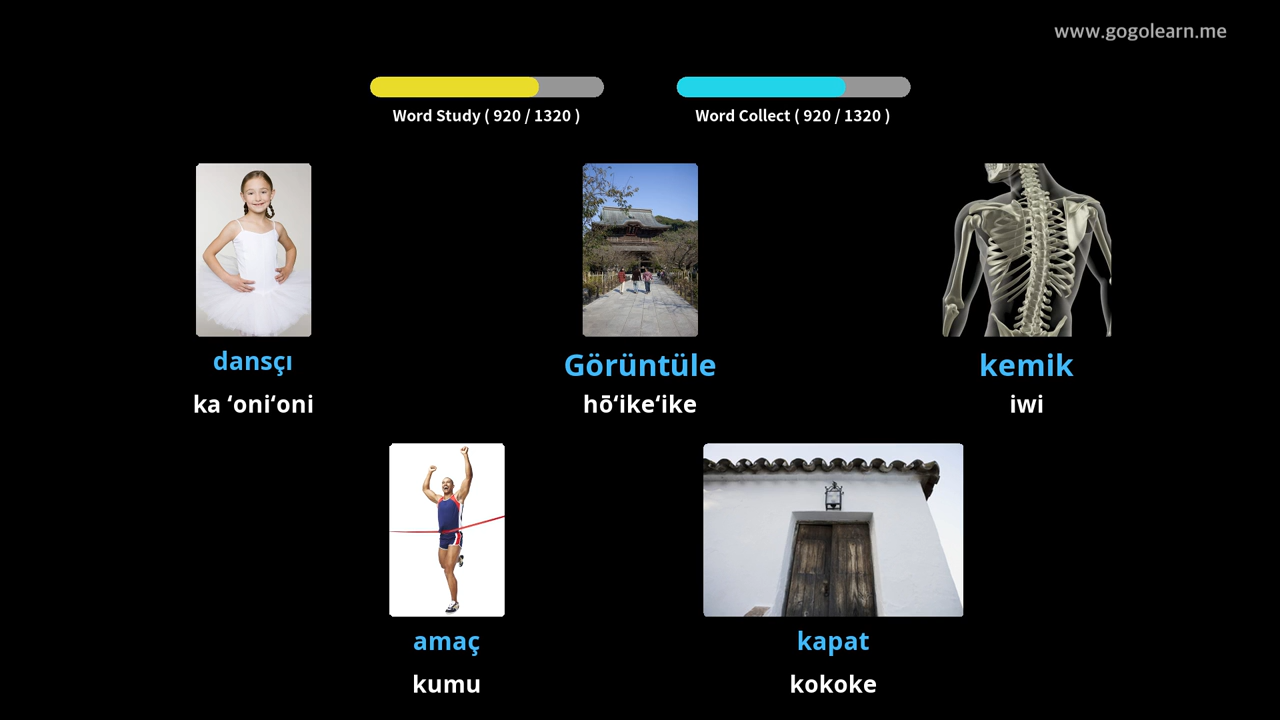 www.gogolearn.me
Word Study ( 920 / 1320 )
Word Collect ( 920 / 1320 )
dansçı
Görüntüle
kemik
ka ʻoniʻoni
hōʻikeʻike
iwi
amaç
kapat
kumu
kokoke